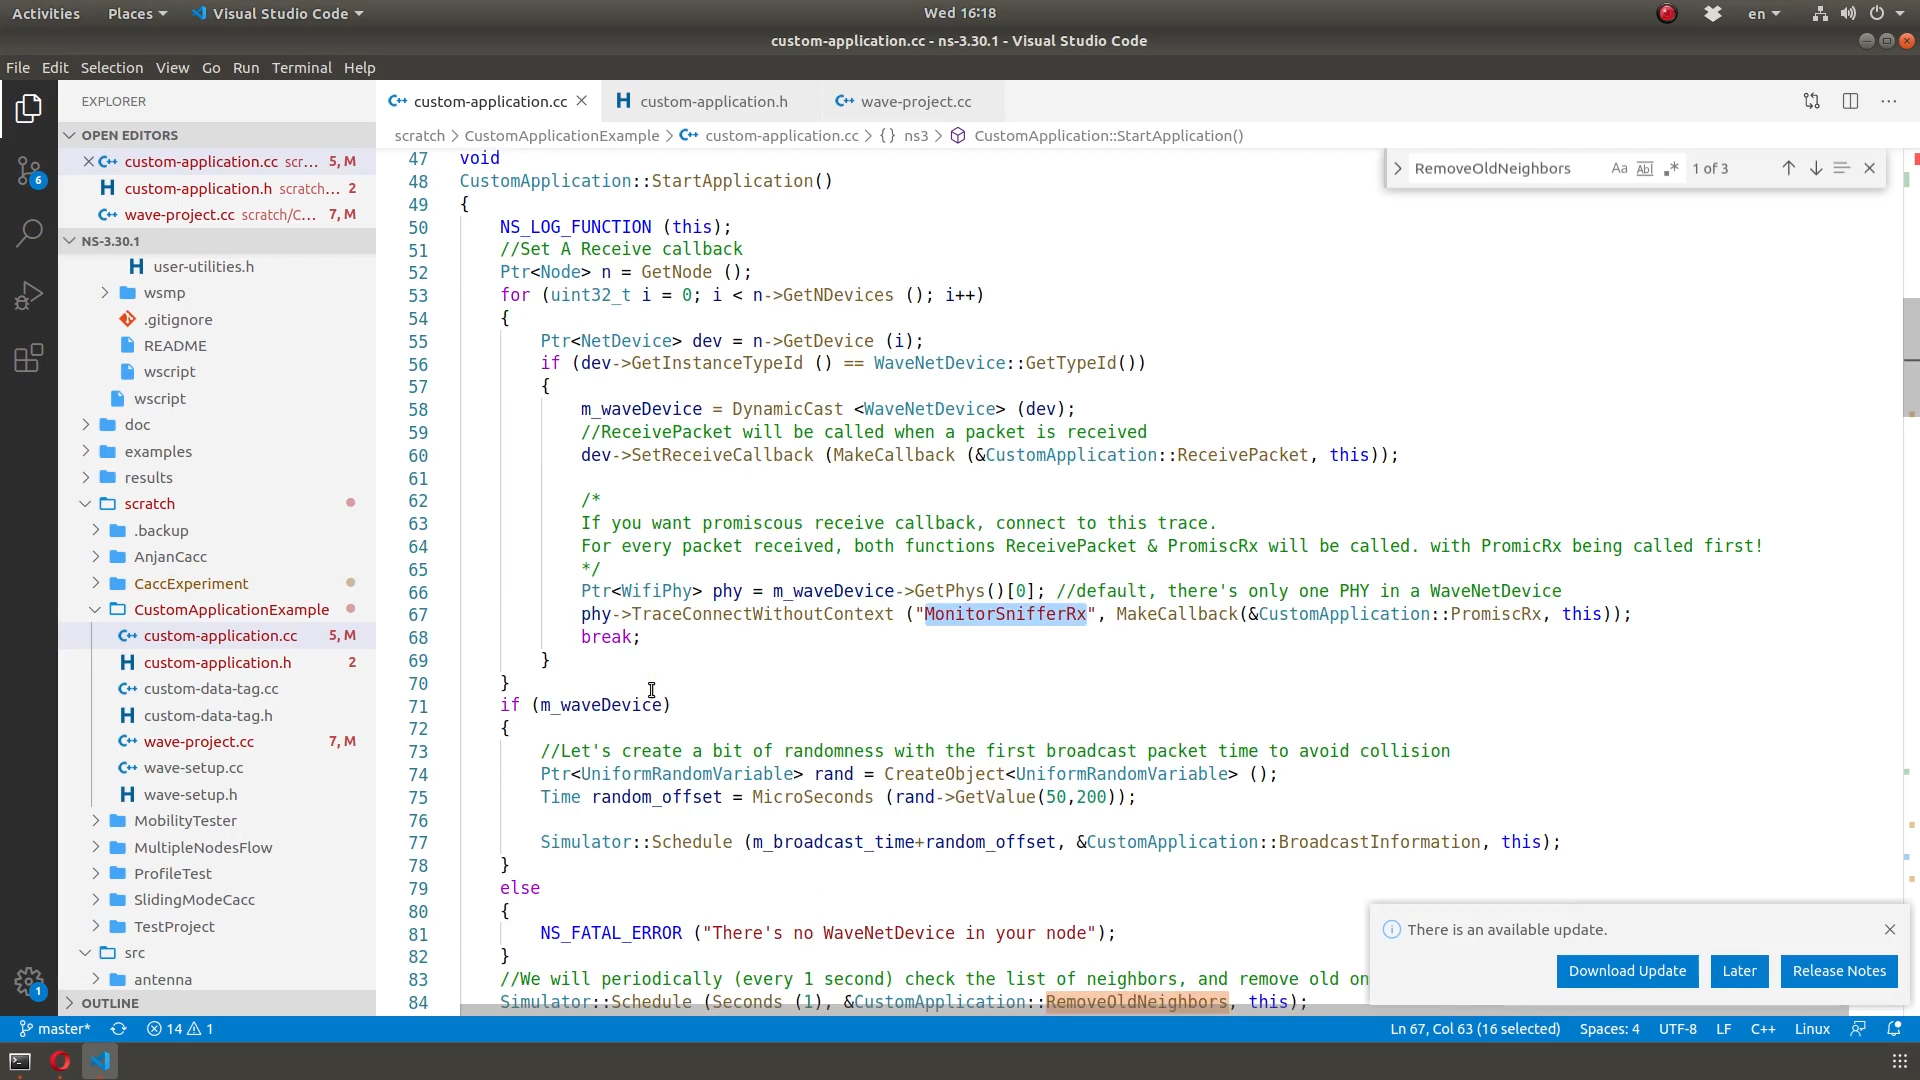 Activities
Places
Visual Studio Code
Wed 16:18
en
custom-application.cc - ns-3.30.1 - Visual Studio Code
File Edit Selection View Go Run Terminal Help
EXPLORER
OPEN EDITORS
custom-application.cc scr... 5, M
custom-application.h scratch... 2
wave-project.cc scratch/C... 7, M
NS-3.30.1
user-utilities.h
wsmp
.gitignore
README
wscript
wscript
doc
examples
results
scratch
.backup
AnjanCacc
CaccExperiment
CustomApplicationExample
custom-application.cc 5, M
custom-application.h 2
custom-data-tag.cc
custom-data-tag.h
wave-project.cc 7, M
wave-setup.cc
wave-setup.h
MobilityTester
MultipleNodesFlow
ProfileTest
SlidingModeCacc
TestProject
src
antenna
OUTLINE
6
1
custom-application.cc
custom-application.h
wave-project.cc
scratch > CustomApplicationExample > custom-application.cc > {} ns3 > CustomApplication::StartApplication()
RemoveOldNeighbors
Aa Abl .* 1 of 3
47 void
48 CustomApplication::StartApplication()
49 {
50 NS_LOG_FUNCTION (this);
51 //Set A Receive callback
52 Ptr<Node> n = GetNode ();
53 for (uint32_t i = 0; i < n->GetNDevices (); i++)
54 {
55 Ptr<NetDevice> dev = n->GetDevice (i);
56 if (dev->GetInstanceTypeId () == WaveNetDevice::GetTypeId())
57 {
58 m_waveDevice = DynamicCast <WaveNetDevice> (dev);
59 //ReceivePacket will be called when a packet is received
60 dev->SetReceiveCallback (MakeCallback (&CustomApplication::ReceivePacket, this));
61
62 /*
63 If you want promiscous receive callback, connect to this trace.
64 For every packet received, both functions ReceivePacket & PromiscRx will be called. with PromicRx being called first!
65 */
66 Ptr<WifiPhy> phy = m_waveDevice->GetPhys()[0]; //default, there's only one PHY in a WaveNetDevice
67 phy->TraceConnectWithoutContext ("MonitorSnifferRx", MakeCallback(&CustomApplication::PromiscRx, this));
68 break;
69 }
70 }
71 if (m_waveDevice)
72 {
73 //Let's create a bit of randomness with the first broadcast packet time to avoid collision
74 Ptr<UniformRandomVariable> rand = CreateObject<UniformRandomVariable> ();
75 Time random_offset = MicroSeconds (rand->GetValue(50,200));
76
77 Simulator::Schedule (m_broadcast_time+random_offset, &CustomApplication::BroadcastInformation, this);
78 }
79 else
80 {
81 NS_FATAL_ERROR ("There's no WaveNetDevice in your node");
82 }
83 //We will periodically (every 1 second) check the list of neighbors, and remove old on
84 Simulator::Schedule (Seconds (1), &CustomApplication::RemoveOldNeighbors, this);
There is an available update.
Download Update
Later
Release Notes
master*
14 1
Ln 67, Col 63 (16 selected)
Spaces: 4
UTF-8
LF
C++
Linux